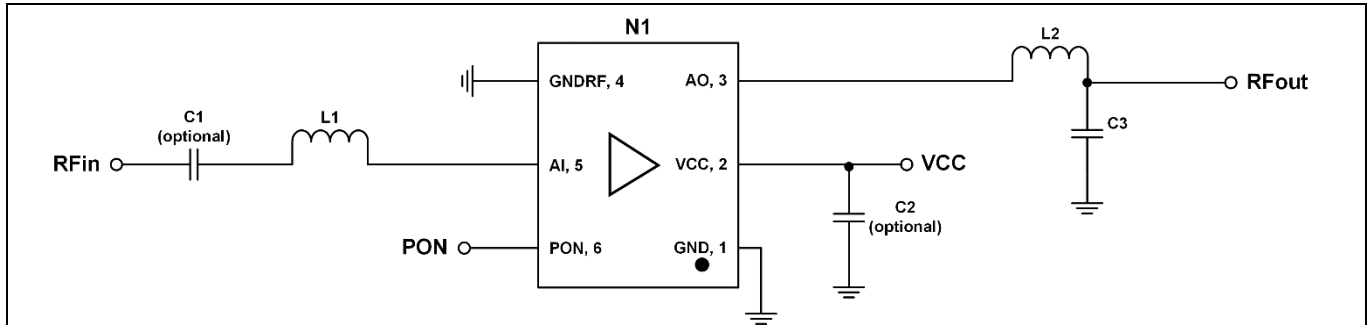 N1
L2
GNDRF, 4
AO, 3
RFout
C1
(optional)
L1
C3
RFin
AI, 5
VCC, 2
VCC
C2
(optional)
PON
PON, 6
GND, 1